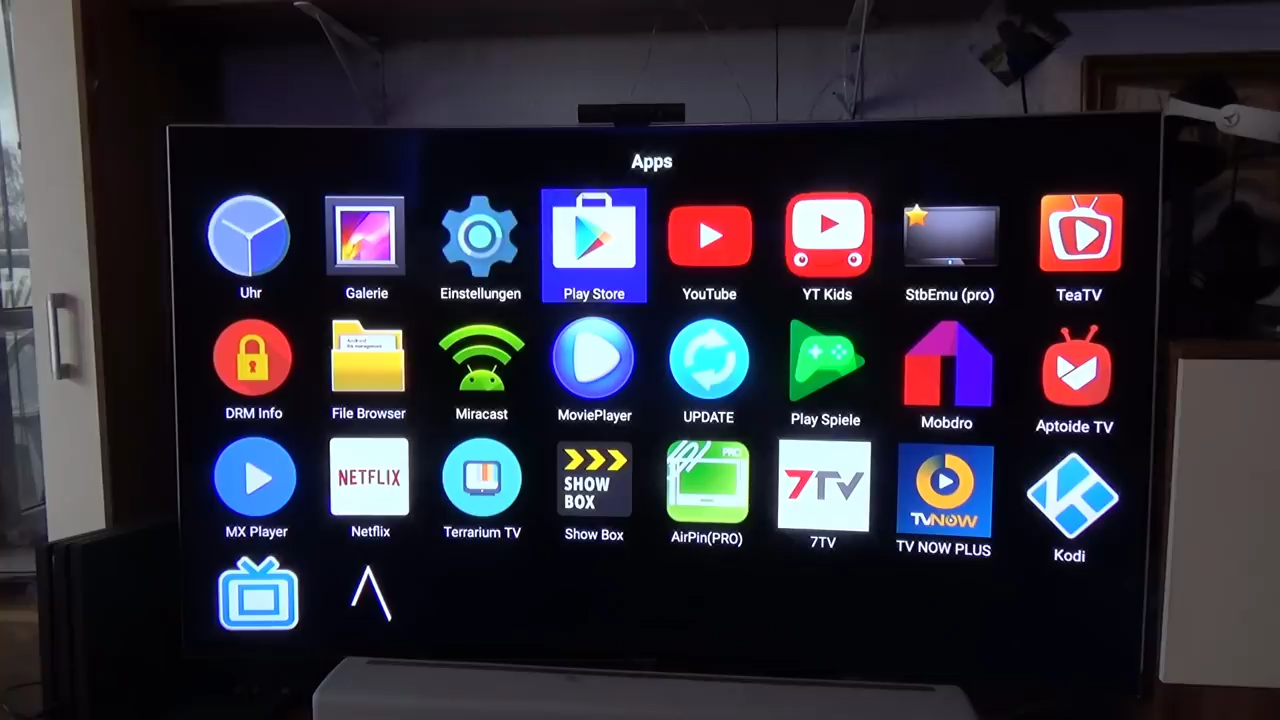 Apps
Uhr
Galerie
Einstellungen
Play Store
YouTube
YT Kids
StbEmu (pro)
TeaTV
DRM Info
File Browser
Miracast
MoviePlayer
UPDATE
Play Spiele
Mobdro
Aptoide TV
NETFLIX
SHOW
BOX
PRO
7TV
TVNOW
MX Player
Netflix
Terrarium TV
Show Box
AirPin(PRO)
7TV
TV NOW PLUS
Kodi